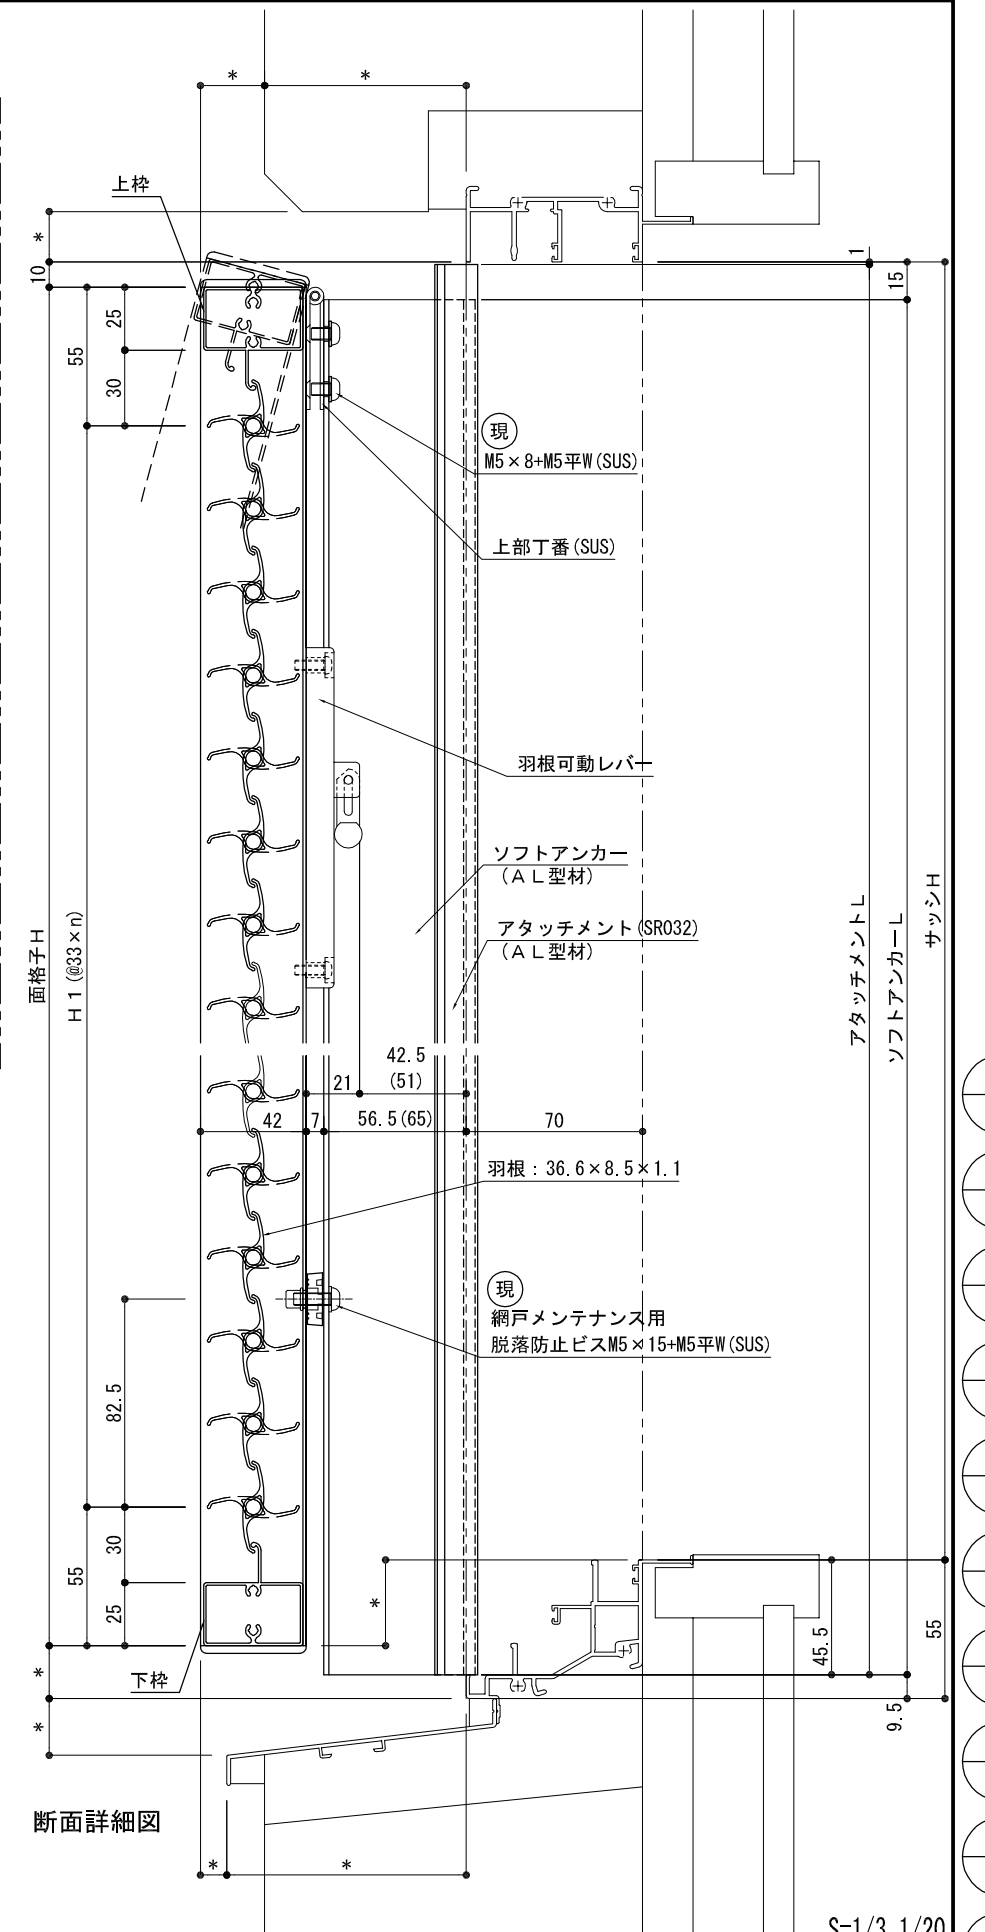 *
*
上枠
*
10
1
15
25
55
30
現
M5×8+M5平W(SUS)
上部丁番(SUS)
羽根可動レバー
ソフトアンカー
(AL型材)
アタッチメント(SR032)
(AL型材)
アタッチメントL
ソフトアンカーL
サッシH
面格子H
H1(@33×n)
42.5
21
(51)
42
7
56.5(65)
70
羽根:36.6×8.5×1.1
現
網戸メンテナンス用
脱落防止ビスM5×15+M5平W(SUS)
82.5
30
55
25
*
45.5
55
下枠
*
*
9.5
断面詳細図
*
*
S=1/3,1/20